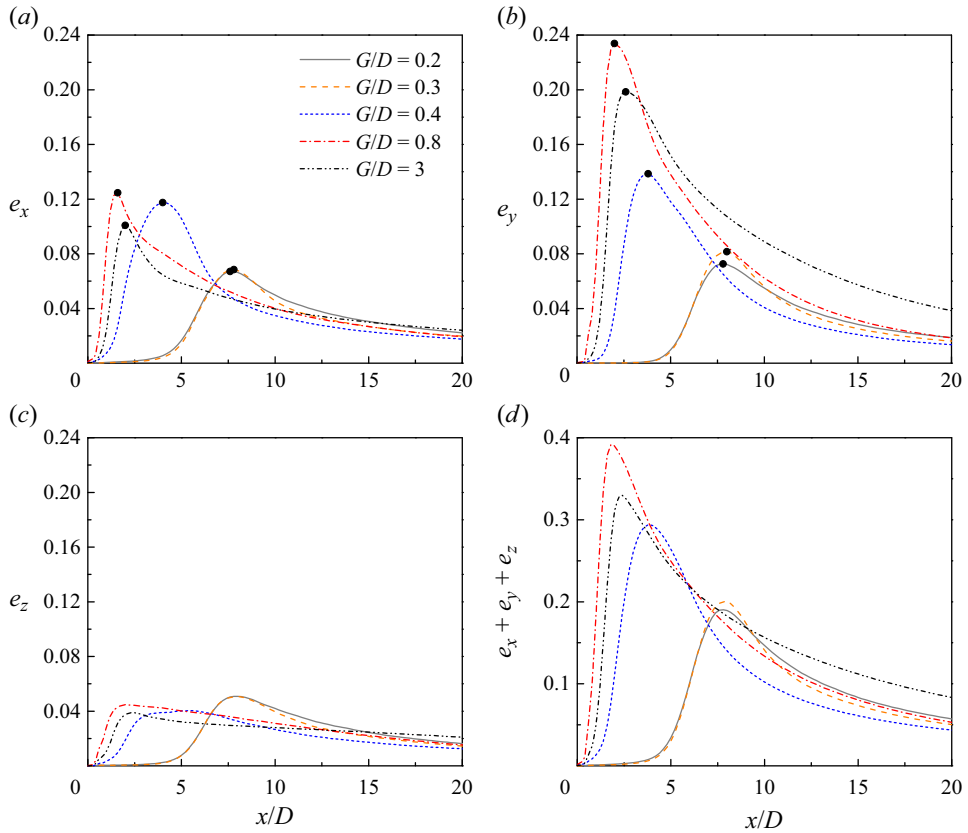 (a)
(b)
0.24
0.20
0.16
0.12
0.08
0.04
0
5
10
15
20
e_x
G/D = 0.2
G/D = 0.3
G/D = 0.4
G/D = 0.8
G/D = 3
0.24
0.20
0.16
0.12
0.08
0.04
0
5
10
15
20
e_y
(c)
(d)
0.24
0.20
0.16
0.12
0.08
0.04
0
5
10
15
20
e_z
x/D
0.4
0.3
0.2
0.1
0
5
10
15
20
e_x + e_y + e_z
x/D